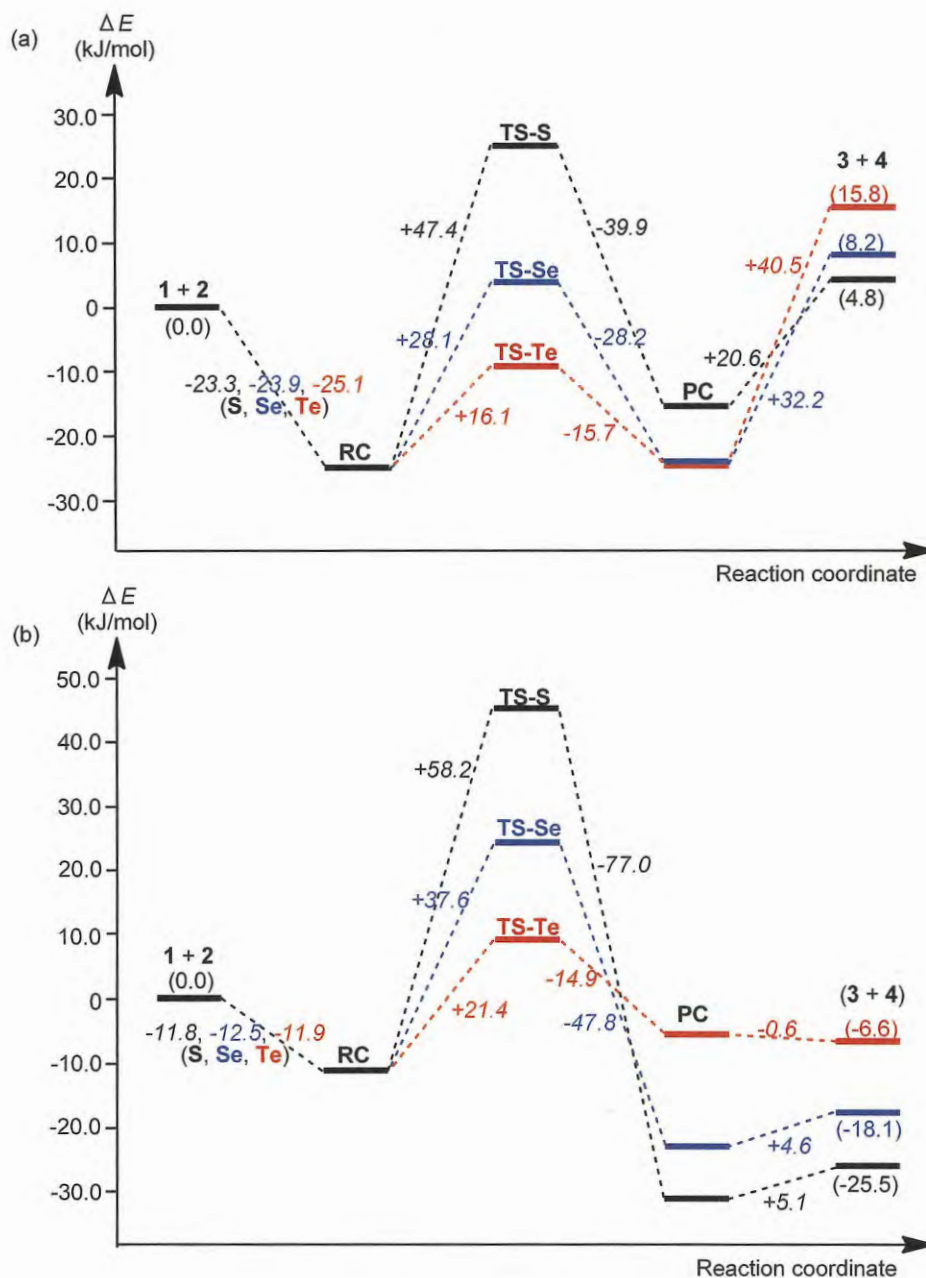 (a)
Δ E
(kJ/mol)
30.0
20.0
10.0
0
-10.0
-20.0
-30.0
1 + 2
(0.0)
-23.3, -23.9, -25.1
(S, Se, Te)
RC
+47.4
+28.1
+16.1
TS-S
TS-Se
TS-Te
-39.9
-28.2
-15.7
PC
+20.6
+40.5
+32.2
3 + 4
(15.8)
(8.2)
(4.8)
Reaction coordinate
(b)
Δ E
(kJ/mol)
50.0
40.0
30.0
20.0
10.0
0
-10.0
-20.0
-30.0
1 + 2
(0.0)
-11.8, -12.5, -11.9
(S, Se, Te)
RC
+58.2
+37.6
+21.4
TS-S
TS-Se
TS-Te
-77.0
-14.9
-47.8
PC
-0.6
+4.6
+5.1
(3 + 4)
(-6.6)
(-18.1)
(-25.5)
Reaction coordinate